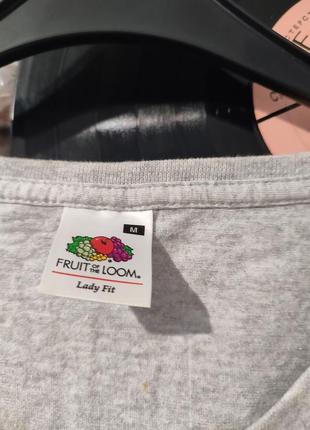 M
FRUIT OF THE LOOM®
Lady Fit